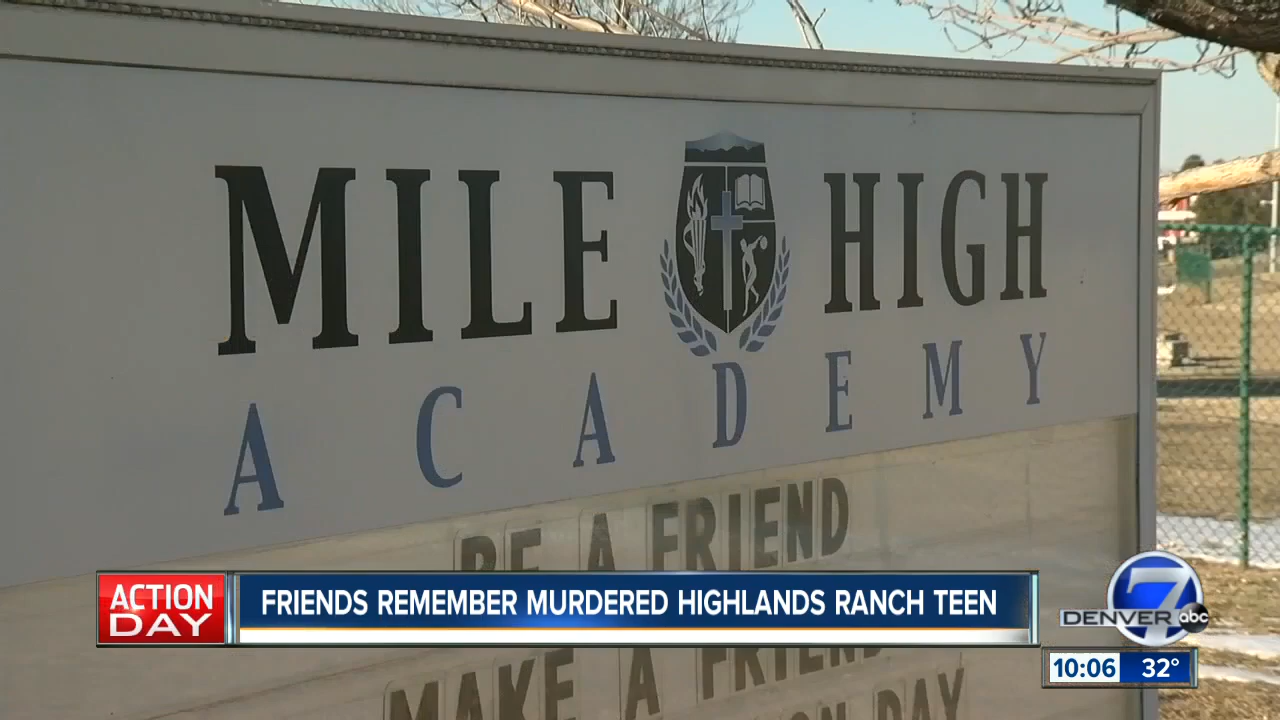 MILE HIGH
ACADEMY
BE A FRIEND
ACTION DAY
FRIENDS REMEMBER MURDERED HIGHLANDS RANCH TEEN
DENVER 7 abc
10:06 32°
MAKE A FRIEND
DAY